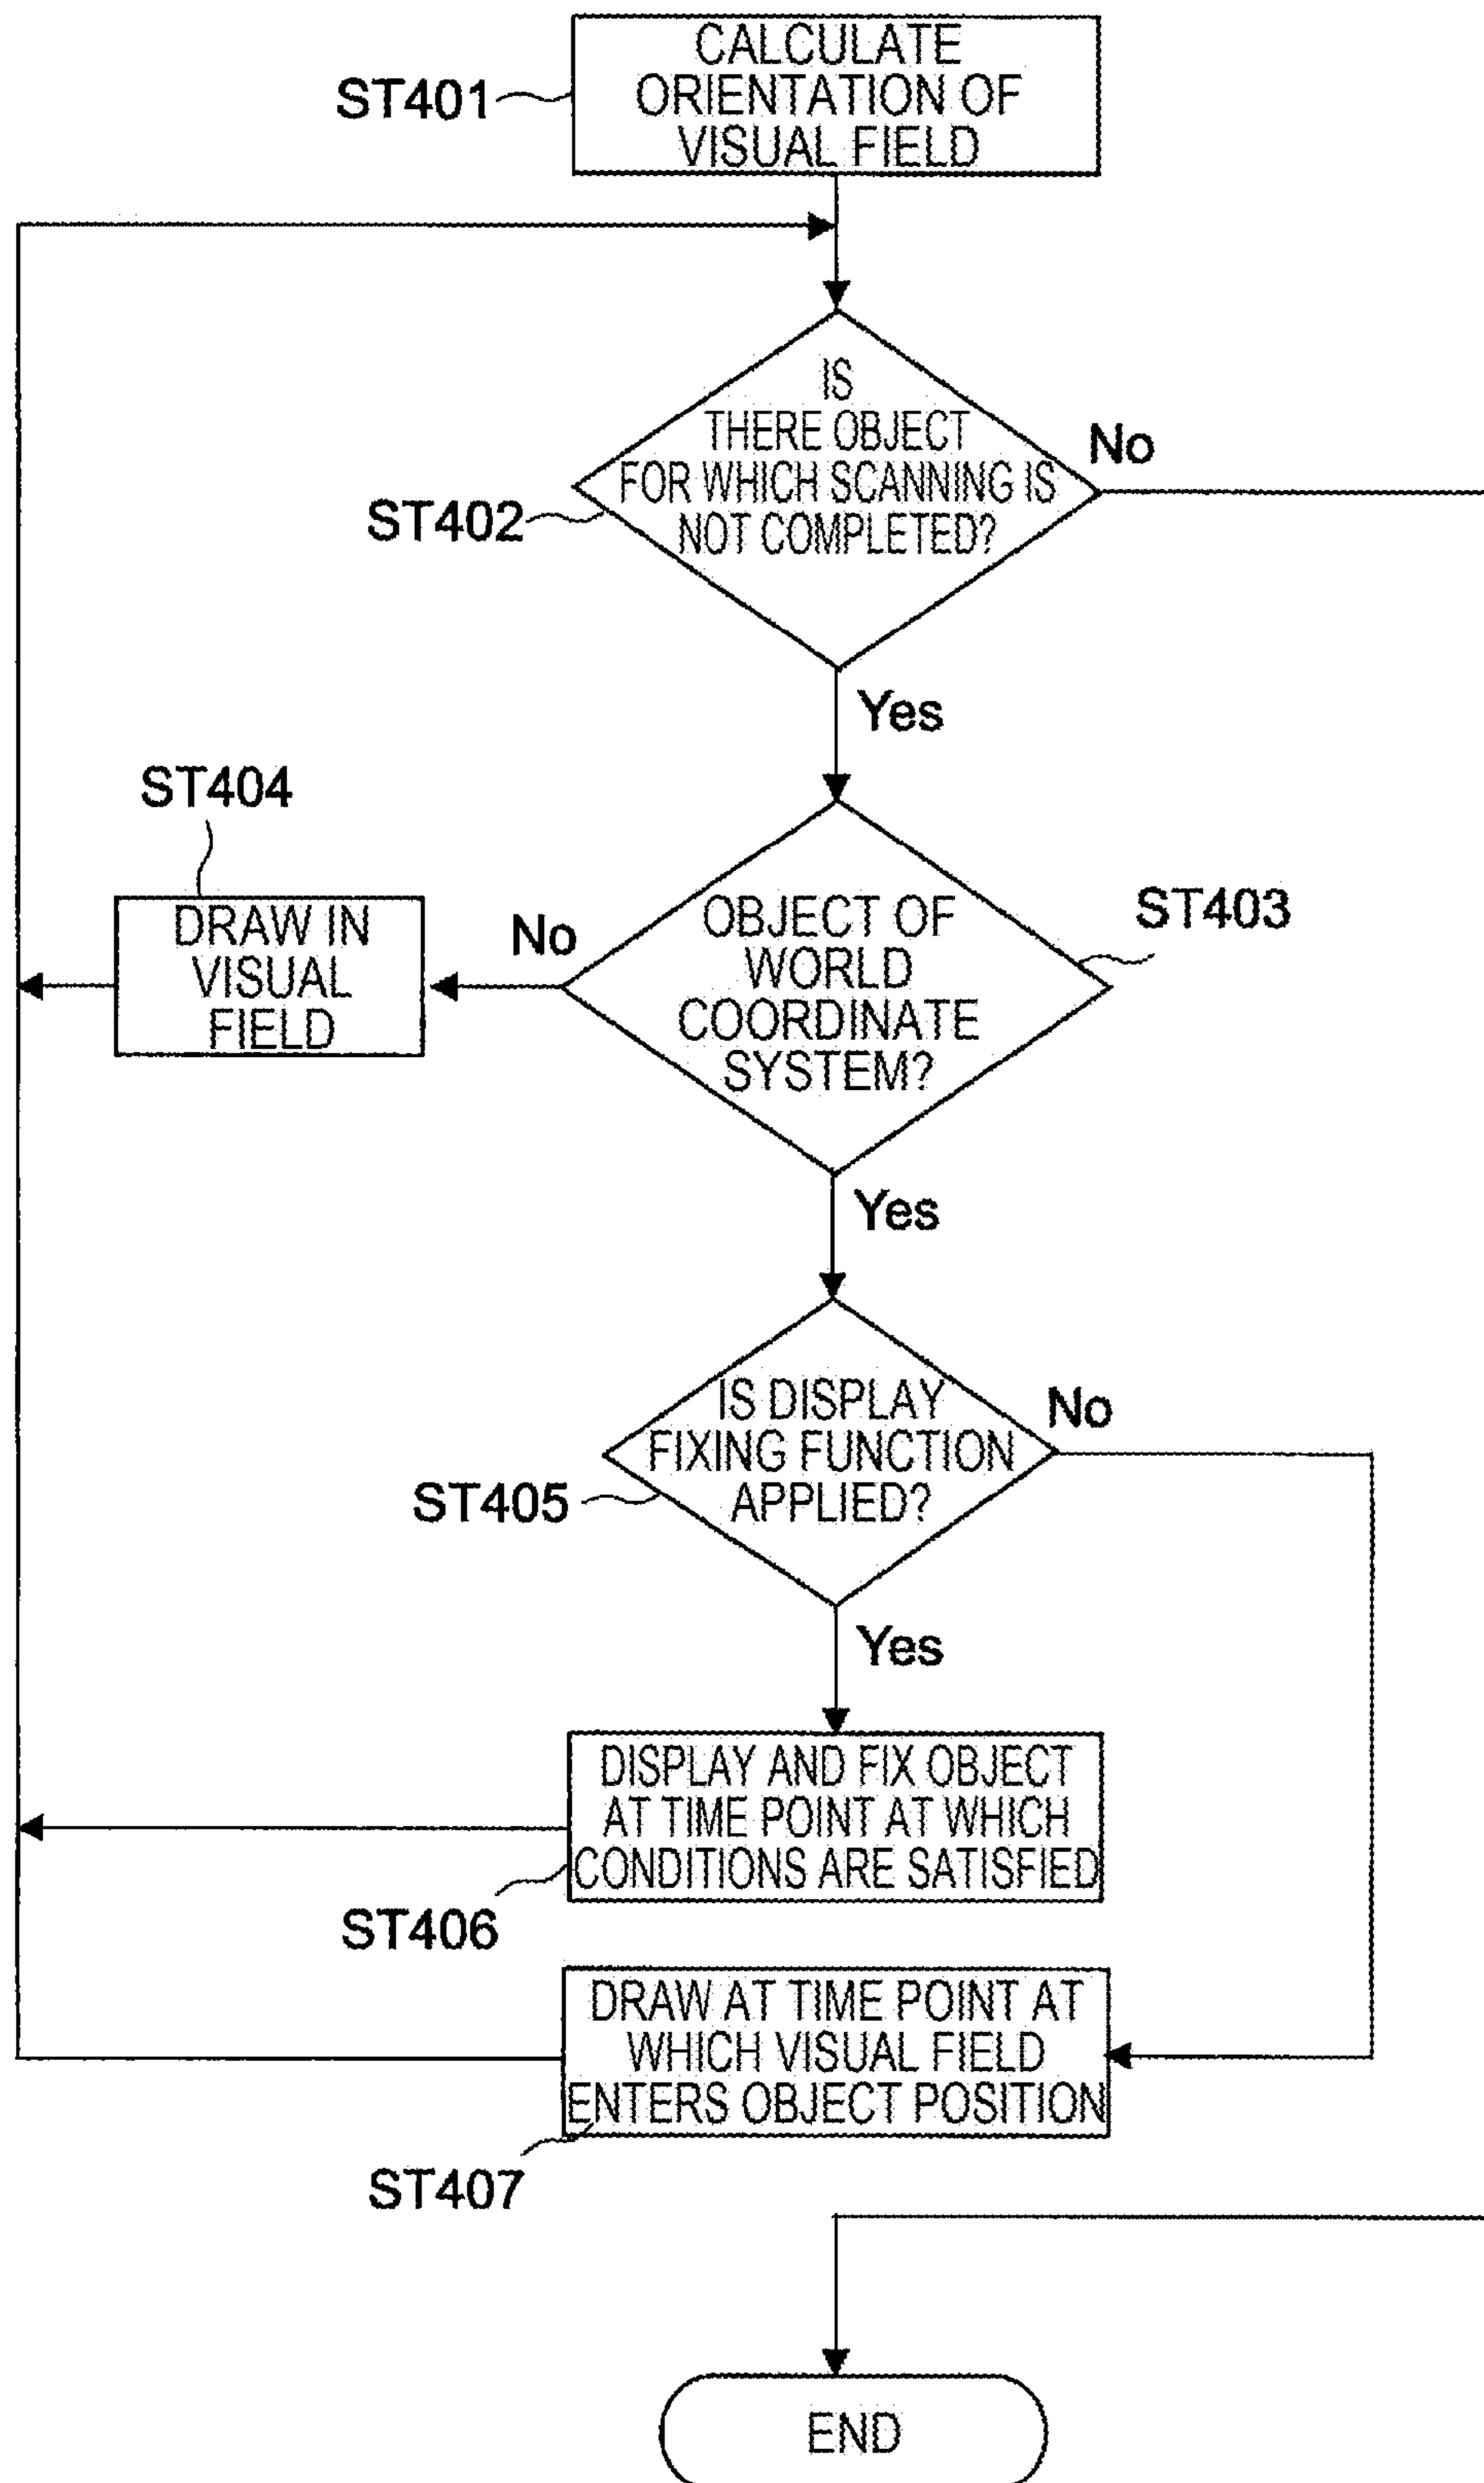 CALCULATE
ORIENTATION OF
VISUAL FIELD
ST401
IS
THERE OBJECT
FOR WHICH SCANNING IS
NOT COMPLETED?
No
ST402
Yes
ST404
DRAW IN
VISUAL
FIELD
No
OBJECT OF
WORLD
COORDINATE
SYSTEM?
ST403
Yes
IS DISPLAY
FIXING FUNCTION
APPLIED?
No
ST405
Yes
DISPLAY AND FIX OBJECT
AT TIME POINT AT WHICH
CONDITIONS ARE SATISFIED
ST406
DRAW AT TIME POINT AT
WHICH VISUAL FIELD
ENTERS OBJECT POSITION
ST407
END